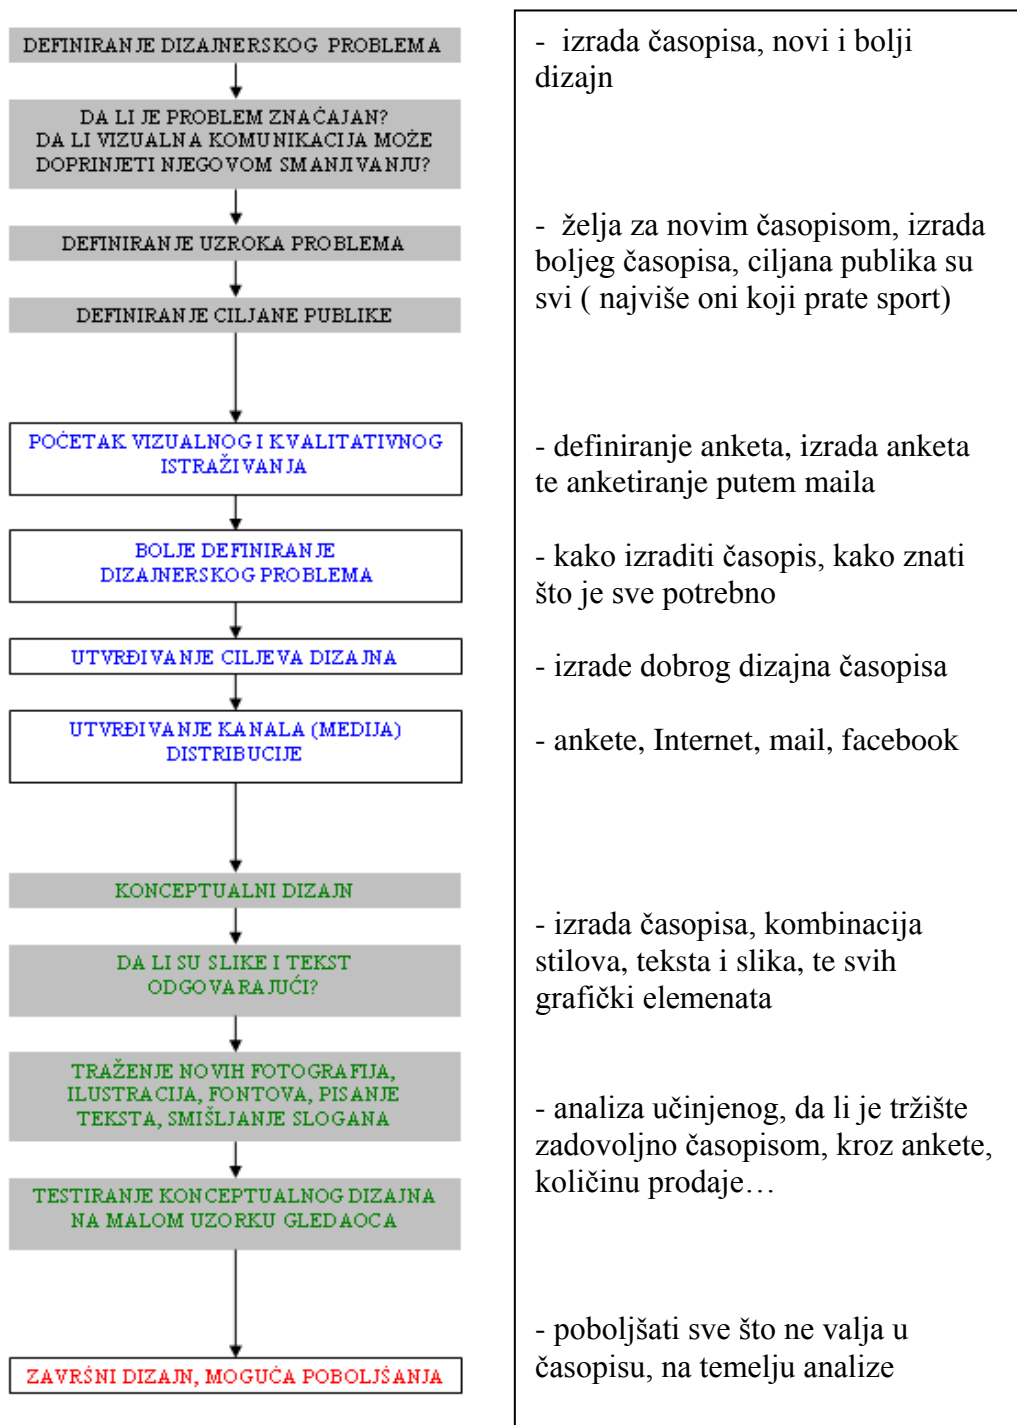 DEFINIRANJE DIZAJNERSKOG PROBLEMA
DA LI JE PROBLEM ZNAČAJAN?
DA LI VIZUALNA KOMUNIKACIJA MOŽE
DOPRINJETI NJEGOVOM SMANJIVANJU?
DEFINIRANJE UZROKA PROBLEMA
DEFINIRANJE CILJANE PUBLIKE
POČETAK VIZUALNOG I KVALITATIVNOG
ISTRAŽIVANJA
BOLJE DEFINIRANJE
DIZAJNERSKOG PROBLEMA
UTVRĐIVANJE CILJEVA DIZAJNA
UTVRĐIVANJE KANALA (MEDIJA)
DISTRIBUCIJE
KONCEPTUALNI DIZAJN
DA LI SU SLIKE I TEKST
ODGOVARAJUĆI?
TRAŽENJE NOVIH FOTOGRAFIJA,
ILUSTRACIJA, FONTOVA, PISANJE
TEKSTA, SMIŠLJANJE SLOGANA
TESTIRANJE KONCEPTUALNOG DIZAJNA
NA MALOM UZORKU GLEDAOCA
ZAVRŠNI DIZAJN, MOGUĆA POBOLJŠANJA
- izrada časopisa, novi i bolji
dizajn
- želja za novim časopisom, izrada
boljeg časopisa, ciljana publika su
svi ( najviše oni koji prate sport)
- definiranje anketa, izrada anketa
te anketiranje putem maila
- kako izraditi časopis, kako znati
što je sve potrebno
- izrade dobrog dizajna časopisa
- ankete, Internet, mail, facebook
- izrada časopisa, kombinacija
stilova, teksta i slika, te svih
grafički elemenata
- analiza učinjenog, da li je tržište
zadovoljno časopisom, kroz ankete,
količinu prodaje…
- poboljšati sve što ne valja u
časopisu, na temelju analize